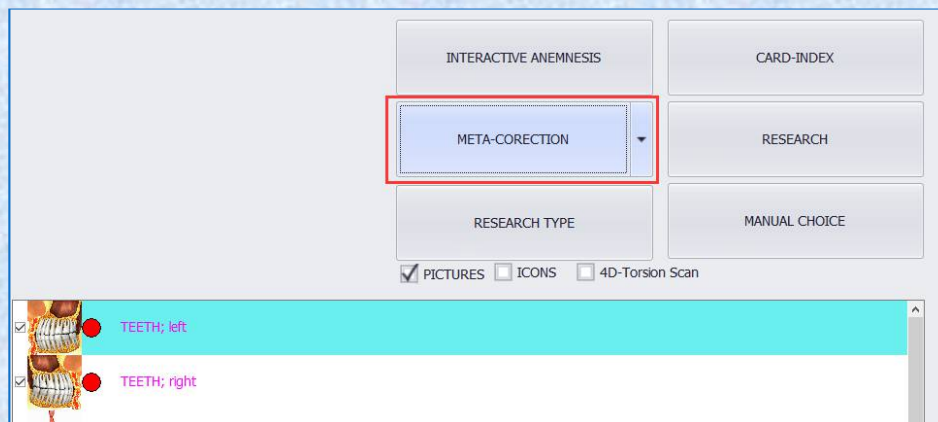 INTERACTIVE ANEMNESIS
CARD-INDEX
META-CORECTION
RESEARCH
RESEARCH TYPE
MANUAL CHOICE
PICTURES ICONS 4D-Torsion Scan
TEETH; left
TEETH; right